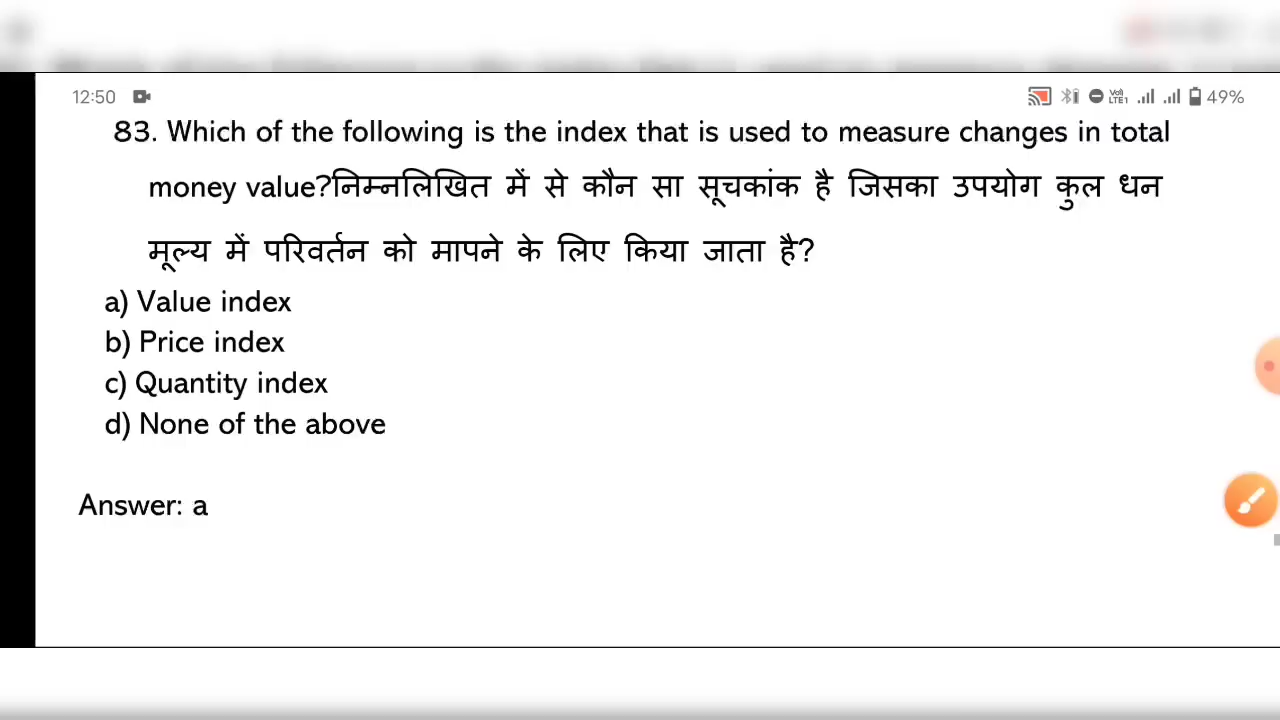 12:50 49%
83. Which of the following is the index that is used to measure changes in total
money value?निम्नलिखित में से कौन सा सूचकांक है जिसका उपयोग कुल धन
मूल्य में परिवर्तन को मापने के लिए किया जाता है?
a) Value index
b) Price index
c) Quantity index
d) None of the above
Answer: a